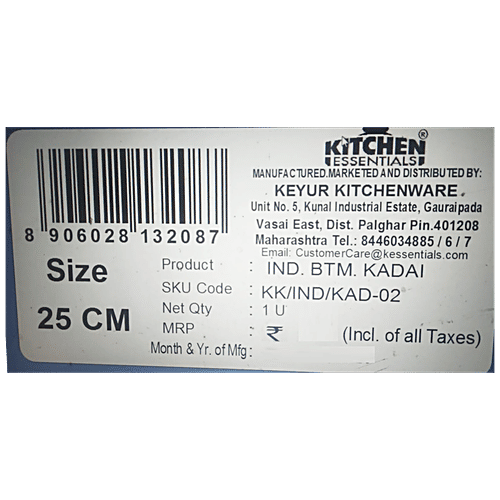 KITCHEN ®
ESSENTIALS
MANUFACTURED.MARKETED AND DISTRIBUTED BY:
KEYUR KITCHENWARE
Unit No. 5, Kunal Industrial Estate, Gauraipada
Vasai East, Dist. Palghar Pin.401208
Maharashtra Tel.: 8446034885 / 6 / 7
Email: CustomerCare@kessentials.com
8 906028 132087
Size
25 CM
Product : IND. BTM. KADAI
SKU Code : KK/IND/KAD-02
Net Qty : 1 U
MRP : ₹ (Incl. of all Taxes)
Month & Yr. of Mfg :